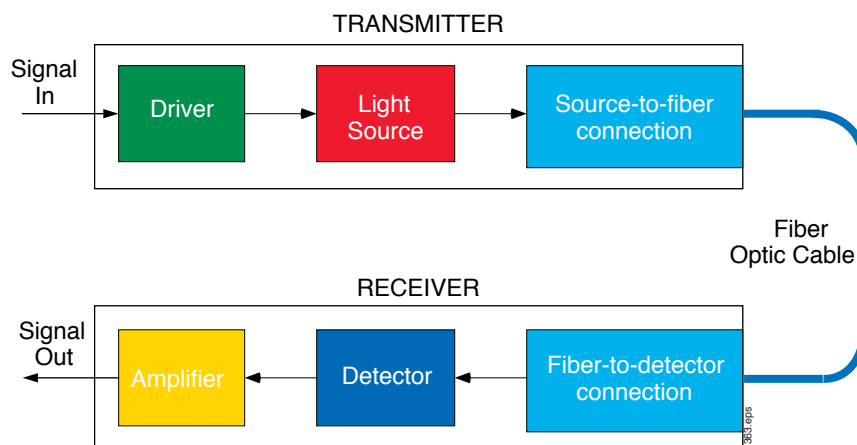 TRANSMITTER
Signal
In
Driver
Light
Source
Source-to-fiber
connection
Fiber
Optic Cable
RECEIVER
Signal
Out
Amplifier
Detector
Fiber-to-detector
connection
363.eps